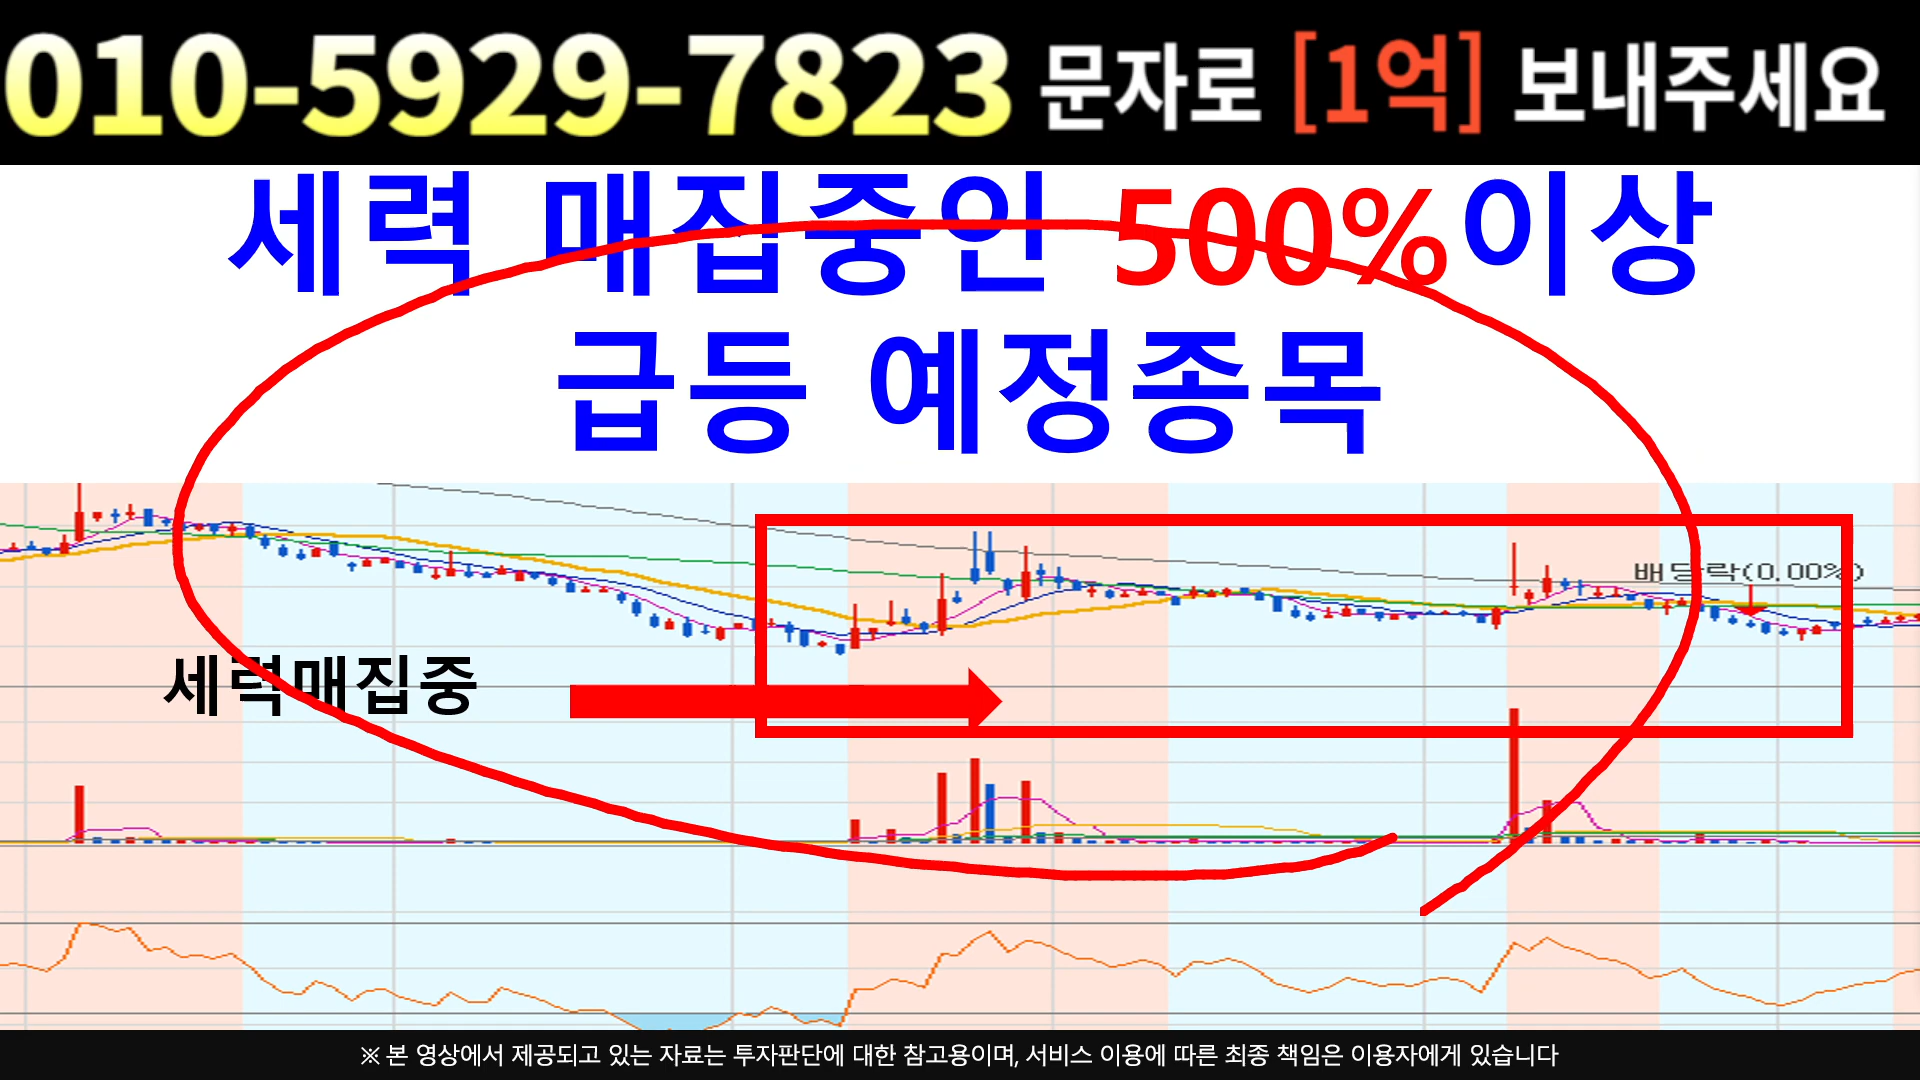 010-5929-7823 문자로 [1억] 보내주세요
세력 매집중인 500%이상
급등 예정종목
배당락(0.00%)
세력매집중
※ 본 영상에서 제공되고 있는 자료는 투자판단에 대한 참고용이며, 서비스 이용에 따른 최종 책임은 이용자에게 있습니다